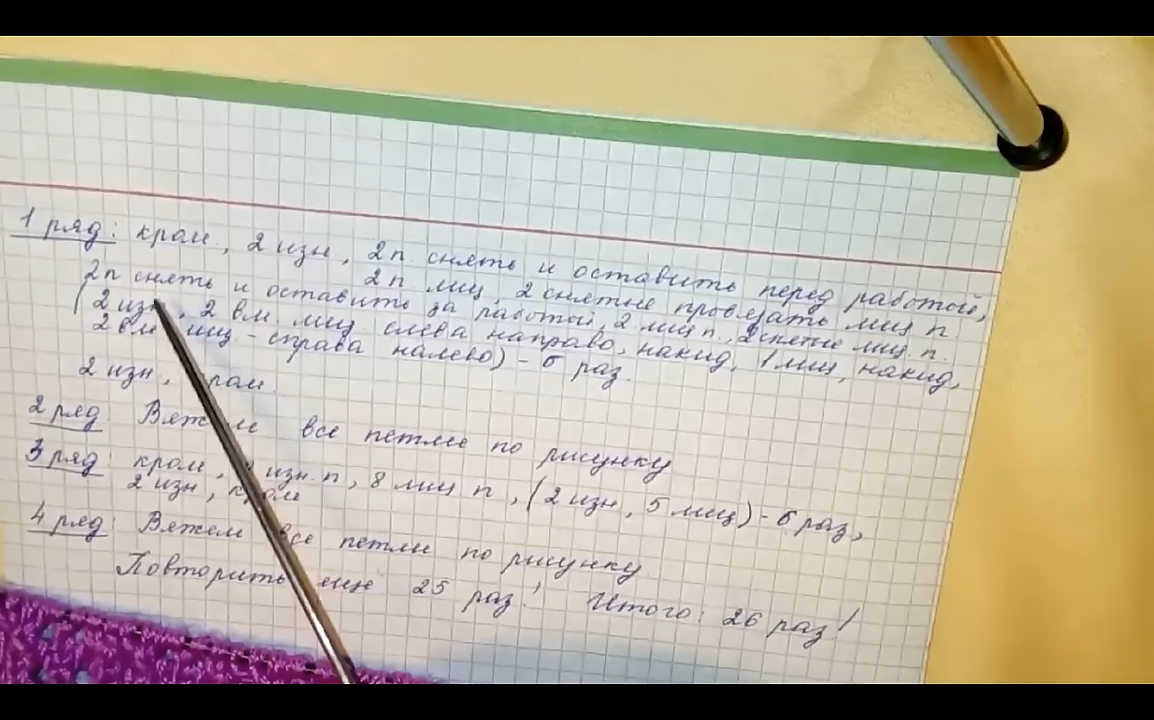 1 ряд: кром, 2 изн, 2п. снять и оставить перед работой,
2п лиц, 2 снятые провязать лиц. п.
2п снять и оставить за работой, 2 лиц п., 2 снятые лиц. п.
(2 изн, 2 вм. лиц слева направо, накид, 1 лиц, накид,
2 вм лиц. - справа налево) - 6 раз.
2 изн, кром.
2 ряд: Вяжем все петли по рисунку
3 ряд: кром, 2 изн. п, 8 лиц п, (2 изн, 5 лиц) - 6 раз,
2 изн, кром
4 ряд: Вяжем все петли по рисунку.
Повторить еще 25 раз! Итого: 26 раз!